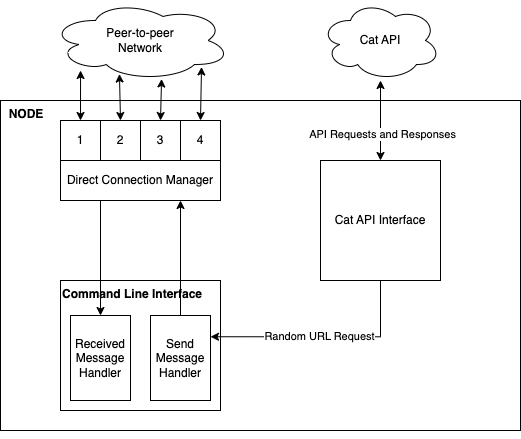 Peer-to-peer
Network
Cat API
NODE
API Requests and Responses
1 2 3 4
Direct Connection Manager
Cat API Interface
Command Line Interface
Received
Message
Handler
Send
Message
Handler
Random URL Request